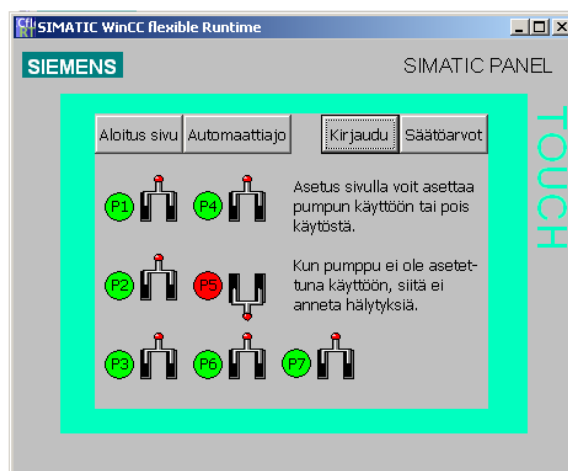 SIMATIC WinCC flexible Runtime
SIEMENS
SIMATIC PANEL
TOUCH
Aloitus sivu
Automaattiajo
Kirjaudu
Säätöarvot
P1
P4
Asetus sivulla voit asettaa
pumpun käyttöön tai pois
käytöstä.
P2
P5
Kun pumppu ei ole asetet-
tuna käyttöön, siitä ei
anneta hälytyksiä.
P3
P6
P7